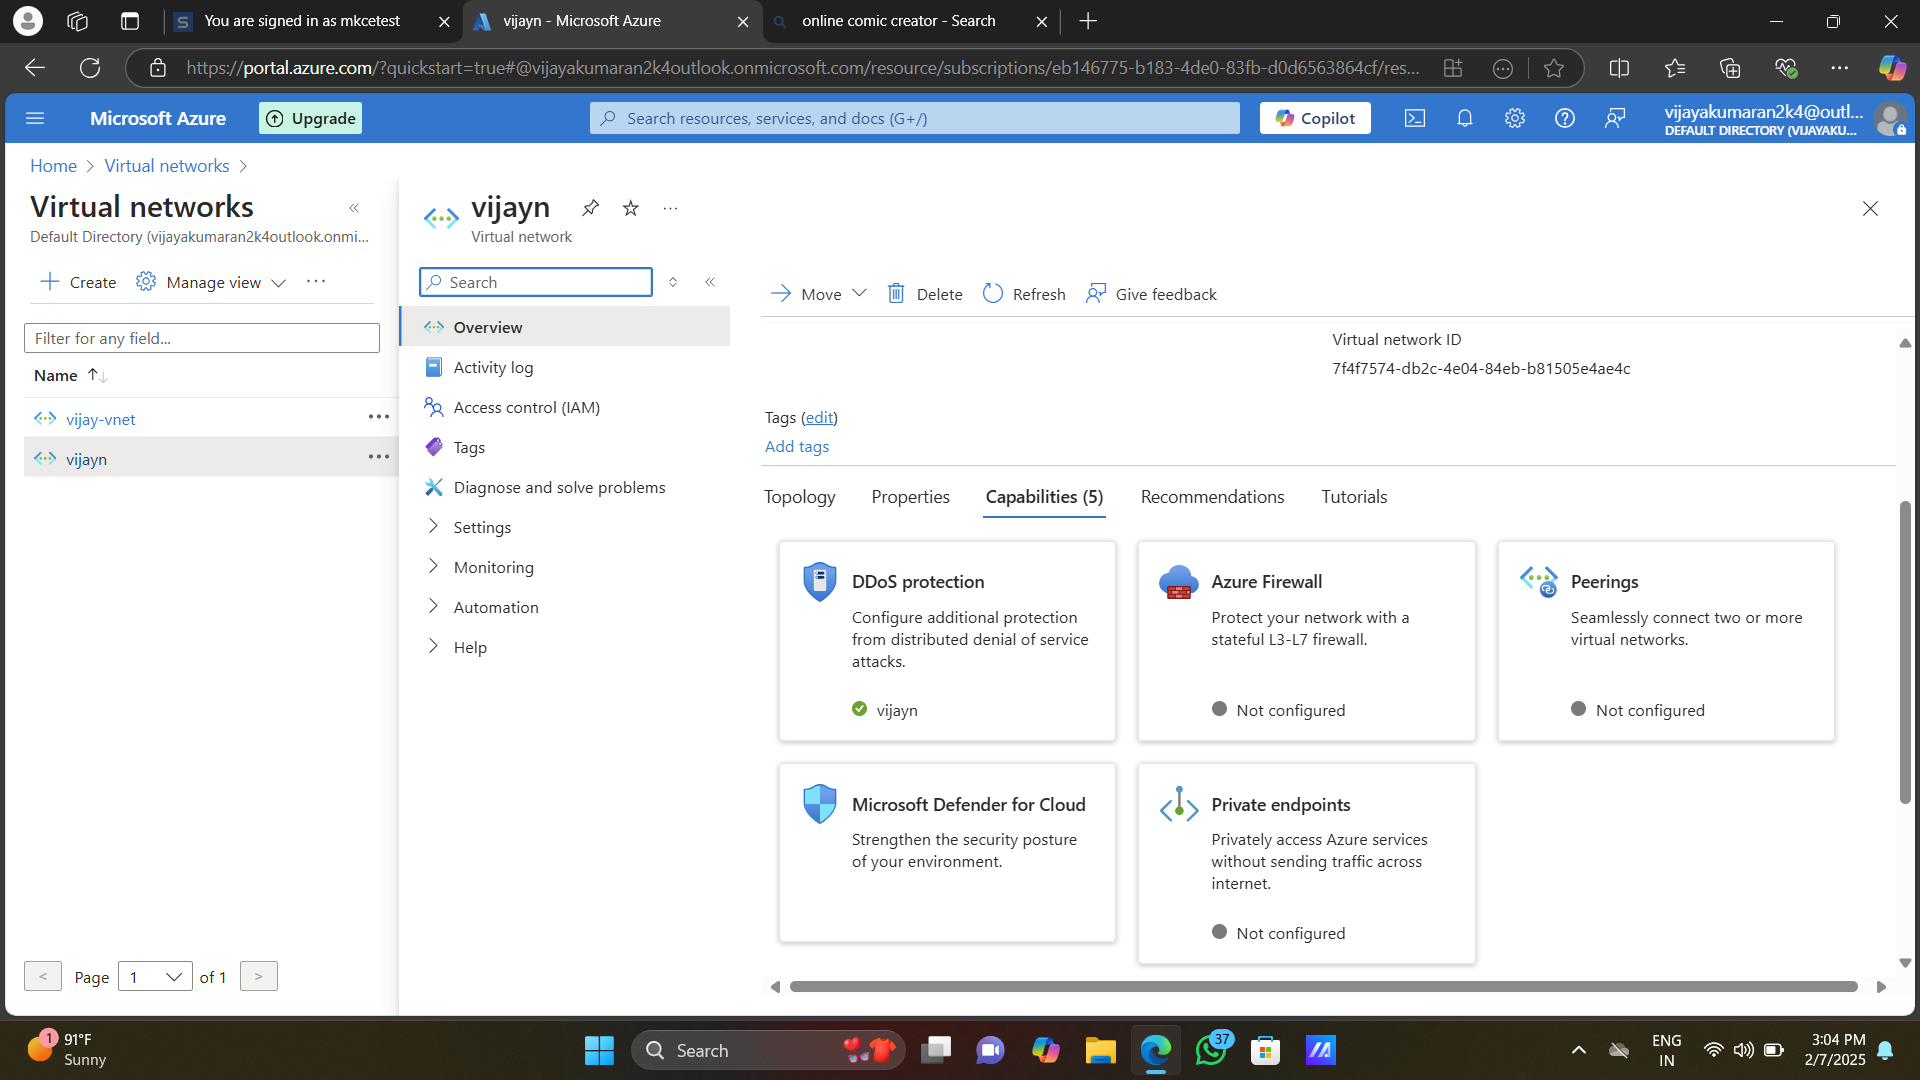 You are signed in as mkcetest
vijayn - Microsoft Azure
online comic creator - Search
https://portal.azure.com/?quickstart=true#@vijayakumaran2k4outlook.onmicrosoft.com/resource/subscriptions/eb146775-b183-4de0-83fb-d0d6563864cf/res...
Microsoft Azure
Upgrade
Search resources, services, and docs (G+/)
Copilot
vijayakumaran2k4@outl...
DEFAULT DIRECTORY (VIJAYAKU...
Home
Virtual networks
Virtual networks
Default Directory (vijayakumaran2k4outlook.onmi...
Create
Manage view
Filter for any field...
Name
vijay-vnet
vijayn
< Page 1 of 1 >
vijayn
Virtual network
Search
Overview
Activity log
Access control (IAM)
Tags
Diagnose and solve problems
Settings
Monitoring
Automation
Help
Move
Delete
Refresh
Give feedback
Virtual network ID
7f4f7574-db2c-4e04-84eb-b81505e4ae4c
Tags (edit)
Add tags
Topology
Properties
Capabilities (5)
Recommendations
Tutorials
DDoS protection
Configure additional protection
from distributed denial of service
attacks.
vijayn
Azure Firewall
Protect your network with a
stateful L3-L7 firewall.
Not configured
Peerings
Seamlessly connect two or more
virtual networks.
Not configured
Microsoft Defender for Cloud
Strengthen the security posture
of your environment.
Private endpoints
Privately access Azure services
without sending traffic across
internet.
Not configured
1
91°F
Sunny
Search
37
ENG
IN
3:04 PM
2/7/2025